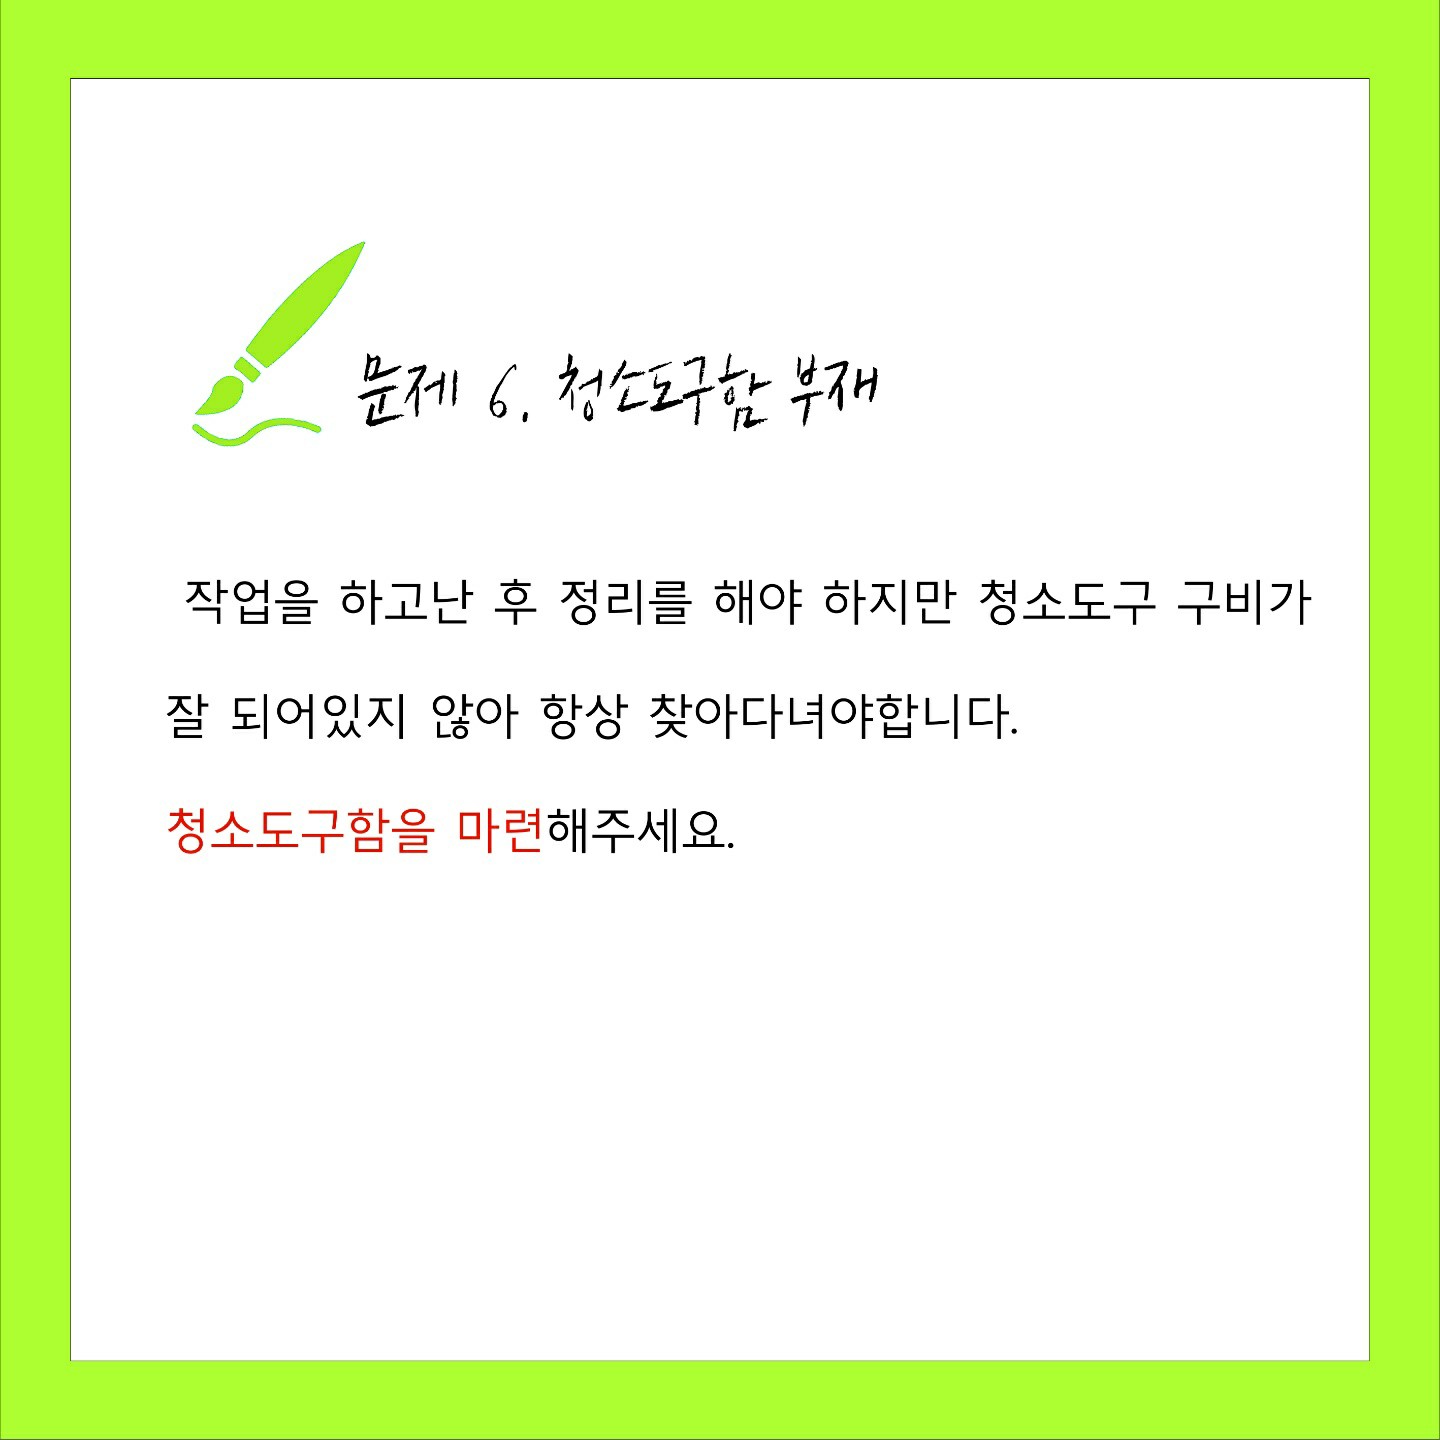 문제 6. 청소도구함 부재
작업을 하고난 후 정리를 해야 하지만 청소도구 구비가
잘 되어있지 않아 항상 찾아다녀야합니다.
청소도구함을 마련해주세요.